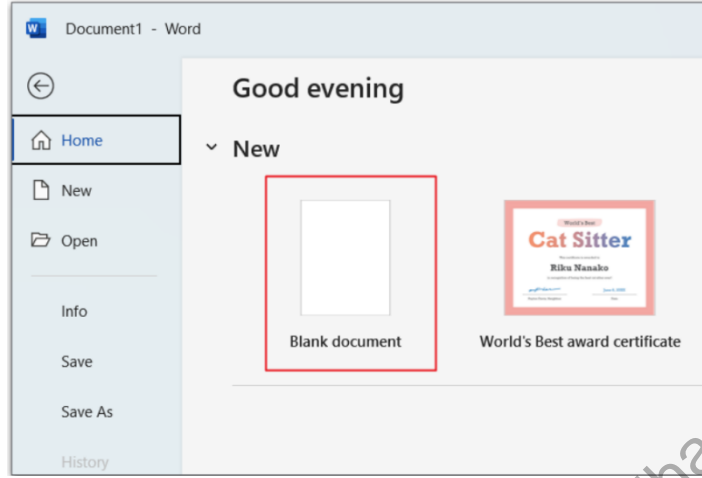 Document1 - Word
Good evening
Home
New
New
Open
World's Best
Cat Sitter
Riku Nanako
Blank document
World's Best award certificate
Info
Save
Save As
History